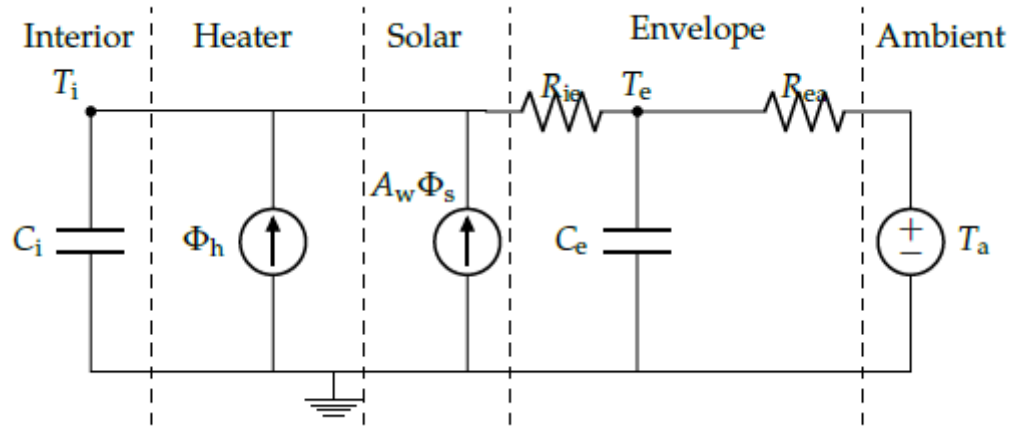 Interior Heater Solar Envelope Ambient
Ti Rie Te Rea
AwΦs
Ci Φh Ce + − Ta